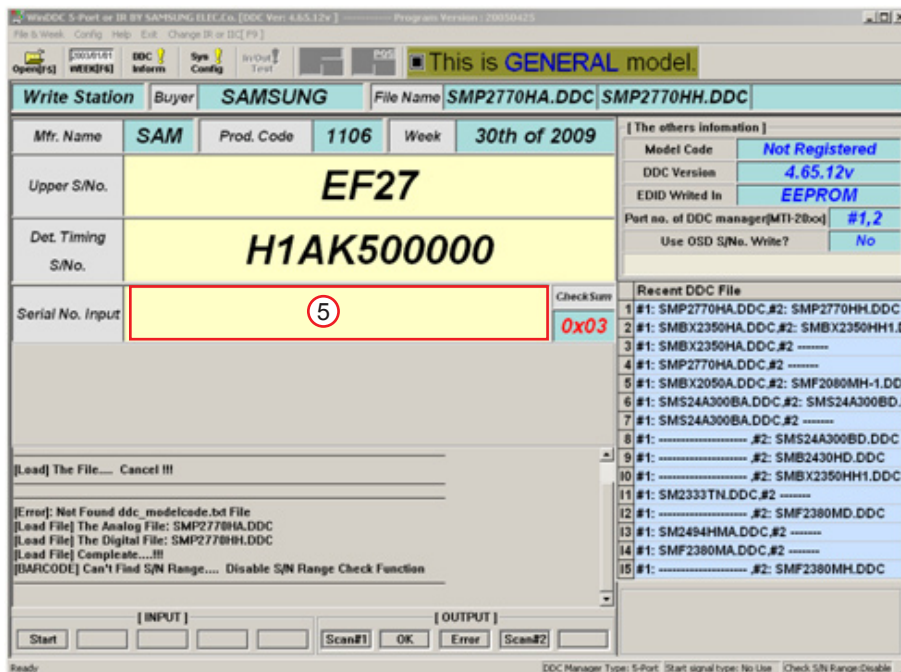 WinDDC 5-Port or IR BY SAMSUNG ELEC.Co. [DDC Ver: 4.65.12v ] ---------- Program Version : 20050425
File & Week Config Help Exit Change IR or IIC[ F9 ]
Open[F5] 2003/01/01 WEEK[F6] DDC Inform Sys Config In/Out Test POS This is GENERAL model.
Write Station Buyer SAMSUNG File Name SMP2770HA.DDC SMP2770HH.DDC
Mfr. Name SAM Prod. Code 1106 Week 30th of 2009
Upper S/No. EF27
Det. Timing S/No. H1AK500000
Serial No. Input 5 CheckSum
0x03
[ The others infomation ]
Model Code Not Registered
DDC Version 4.65.12v
EDID Writed In EEPROM
Port no. of DDC manager(MTI-20xx) #1,2
Use OSD S/No. Write? No
Recent DDC File
1 #1: SMP2770HA.DDC,#2: SMP2770HH.DDC
2 #1: SMBX2350HA.DDC,#2: SMBX2350HH1.D
3 #1: SMBX2350HA.DDC,#2 -------
4 #1: SMP2770HA.DDC,#2 -------
5 #1: SMBX2050A.DDC,#2: SMF2080MH-1.DD
6 #1: SMS24A300BA.DDC,#2: SMS24A300BD.
7 #1: SMS24A300BA.DDC,#2 -------
8 #1: -------------------- ,#2: SMS24A300BD.DDC
9 #1: -------------------- ,#2: SMB2430HD.DDC
10 #1: -------------------- ,#2: SMBX2350HH1.DDC
11 #1: SM2333TN.DDC,#2 -------
12 #1: -------------------- ,#2: SMF2380MD.DDC
13 #1: SM2494HMA.DDC,#2 -------
14 #1: SMF2380MA.DDC,#2 -------
15 #1: -------------------- ,#2: SMF2380MH.DDC
[Load] The File.... Cancel !!!
[Error]: Not Found ddc_modelcode.txt File
[Load File] The Analog File: SMP2770HA.DDC
[Load File] The Digital File: SMP2770HH.DDC
[Load File] Compleate....!!!
[BARCODE] Can't Find S/N Range.... Disable S/N Range Check Function
[ INPUT ] [ OUTPUT ]
Start Scan#1 OK Error Scan#2
Ready DDC Manager Type: 5-Port Start signal type: No Use Check S/N Range:Disable